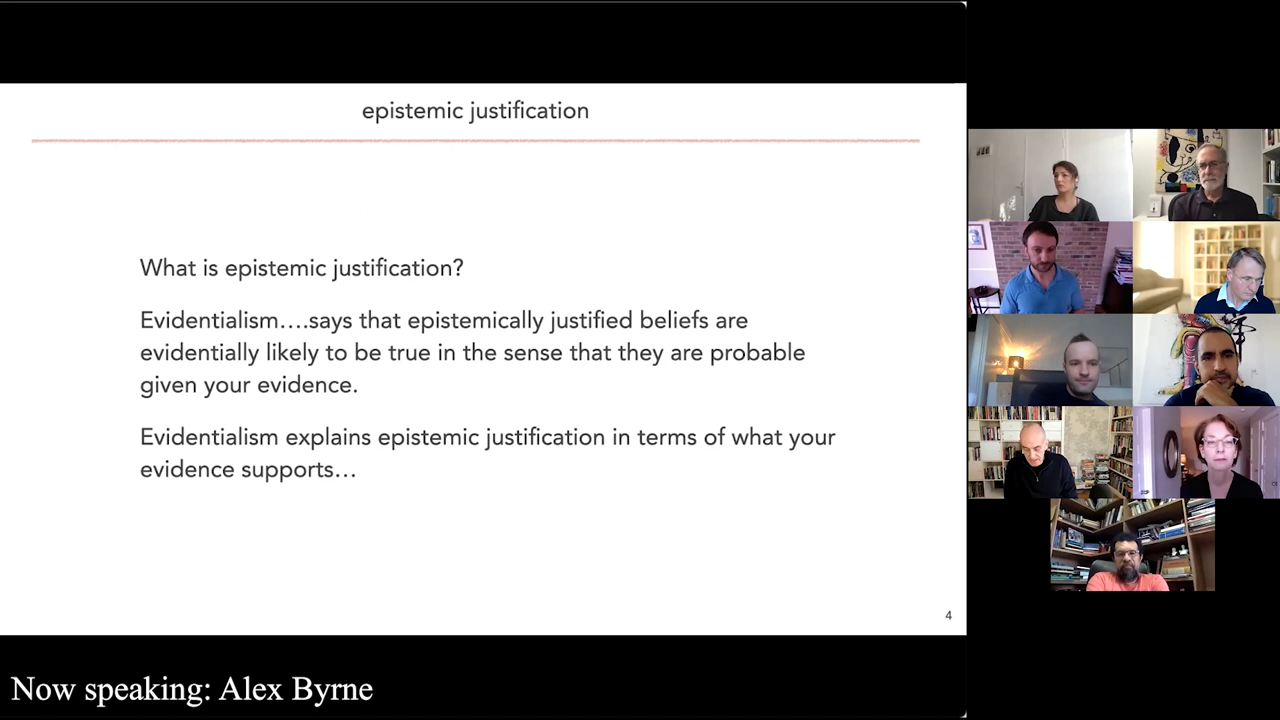 epistemic justification
What is epistemic justification?
Evidentialism....says that epistemically justified beliefs are
evidentially likely to be true in the sense that they are probable
given your evidence.
Evidentialism explains epistemic justification in terms of what your
evidence supports...
4
Now speaking: Alex Byrne